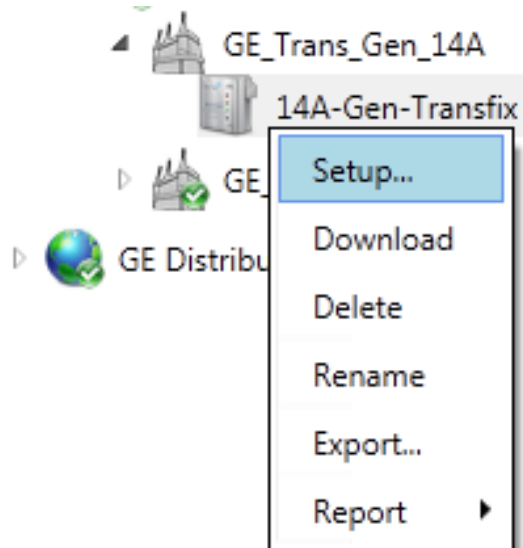 GE_Trans_Gen_14A
14A-Gen-Transfix
Setup...
GE_
Download
GE Distribu
Delete
Rename
Export...
Report